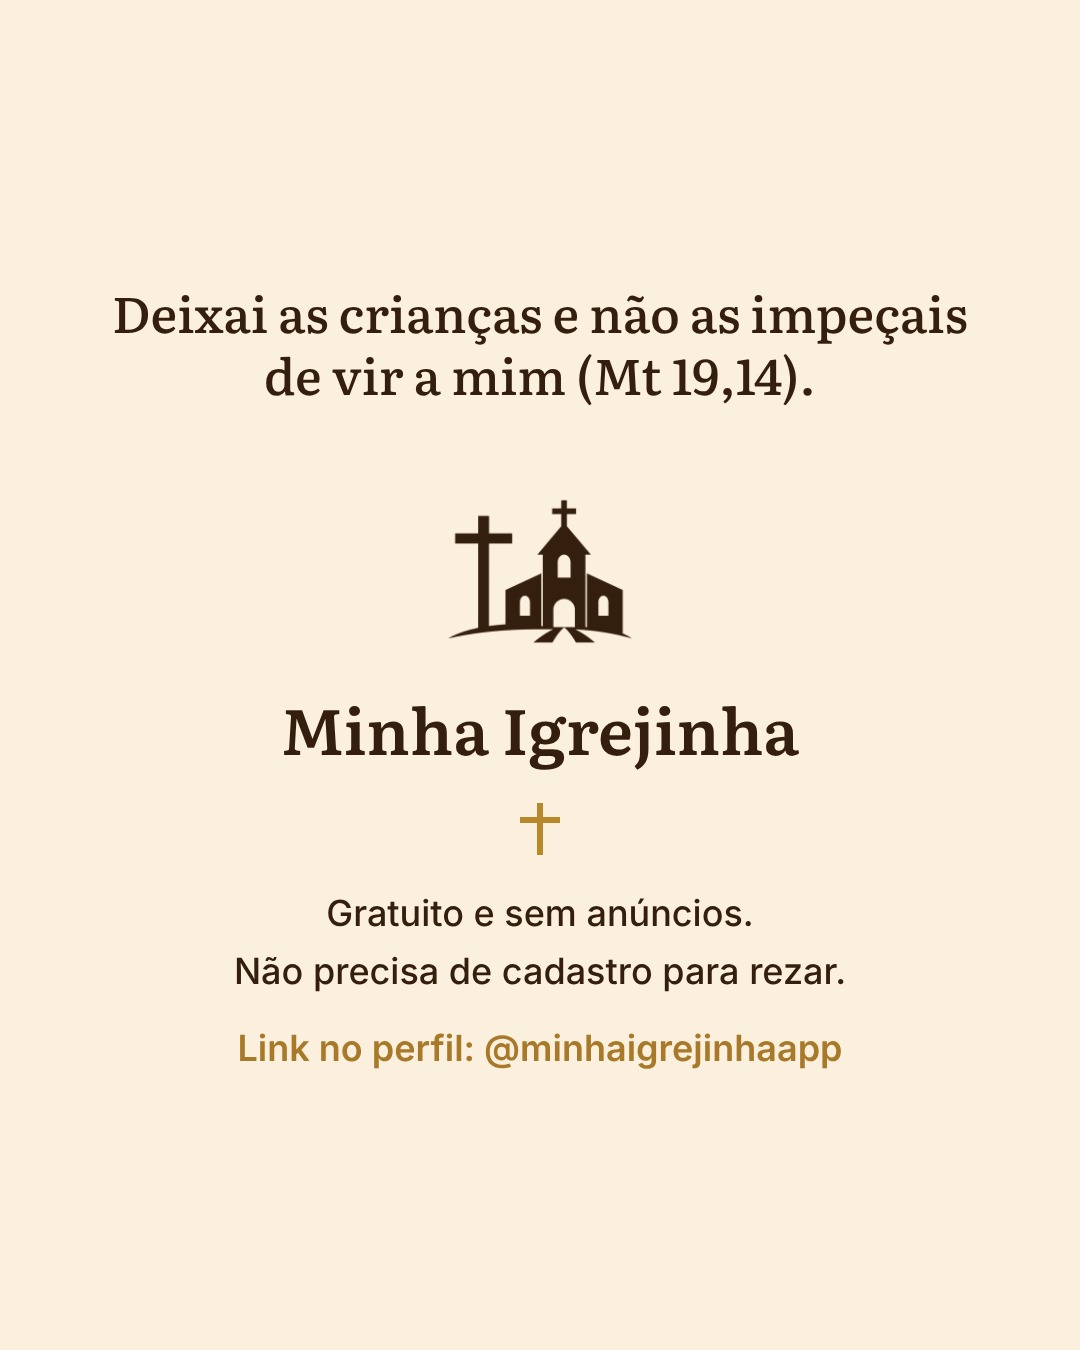 Deixai as crianças e não as impeçais
de vir a mim (Mt 19,14).
Minha Igrejinha
Gratuito e sem anúncios.
Não precisa de cadastro para rezar.
Link no perfil: @minhaigrejinhaapp